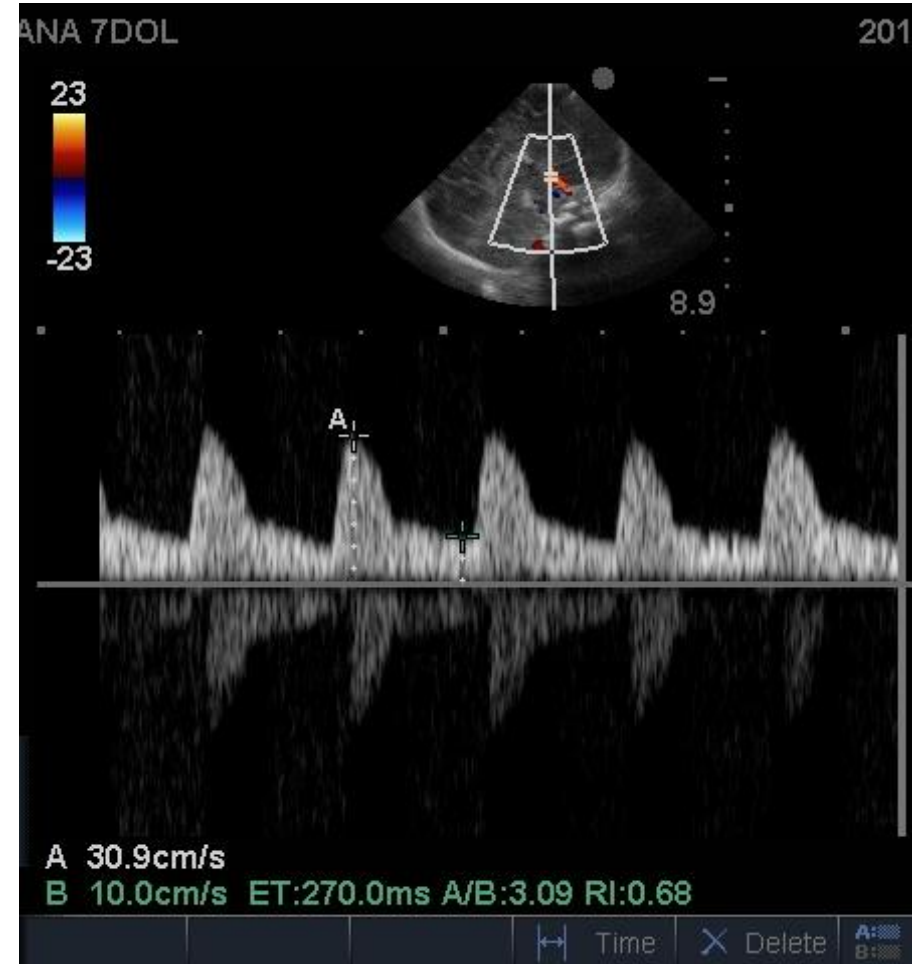 ANA 7DOL 201
23
-23
8.9
A
A 30.9cm/s
B 10.0cm/s ET:270.0ms A/B:3.09 RI:0.68
Time Delete A:
B: